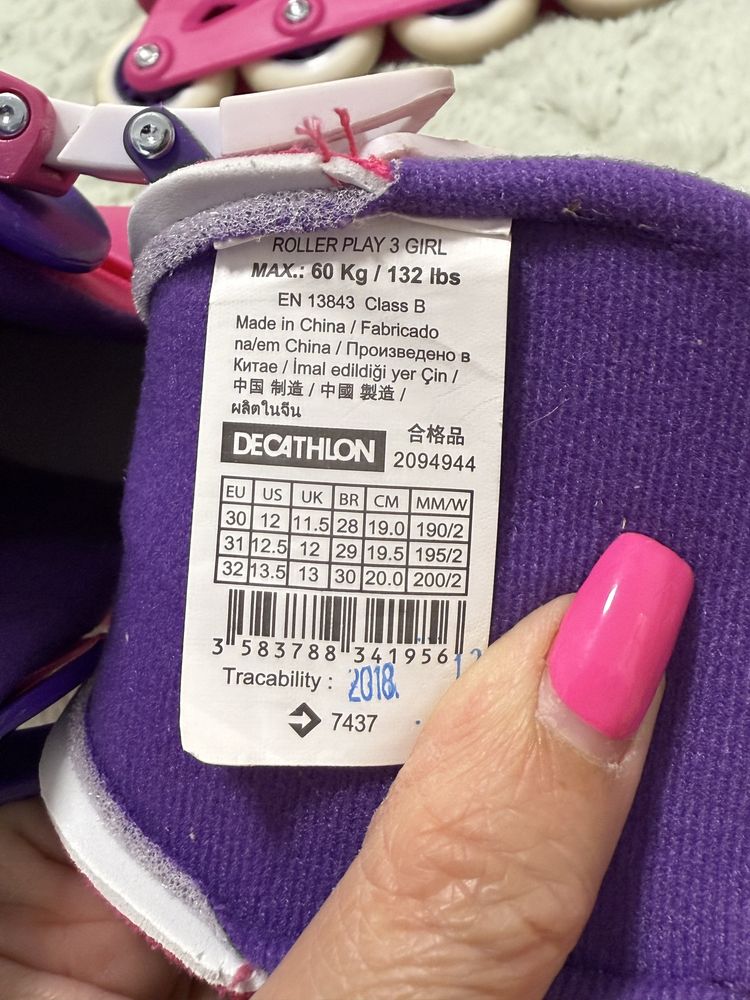 ROLLER PLAY 3 GIRL
MAX.: 60 Kg / 132 lbs
EN 13843 Class B
Made in China / Fabricado
na/em China / Произведено в
Китае / İmal edildiği yer Çin /
中国 制造 / 中國 製造 /
ผลิตในจีน
DECATHLON 合格品
2094944
EU US UK BR CM MM/W
30 12 11.5 28 19.0 190/2
31 12.5 12 29 19.5 195/2
32 13.5 13 30 20.0 200/2
3 583788 341956
Tracability : 2018.
7437